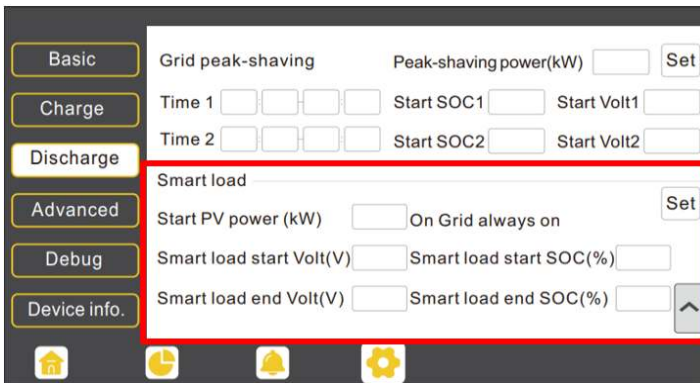 Basic
Charge
Discharge
Advanced
Debug
Device info.
Grid peak-shaving Peak-shaving power(kW) Set
Time 1 Start SOC1 Start Volt1
Time 2 Start SOC2 Start Volt2
Smart load
Set
Start PV power (kW) On Grid always on
Smart load start Volt(V) Smart load start SOC(%)
Smart load end Volt(V) Smart load end SOC(%)